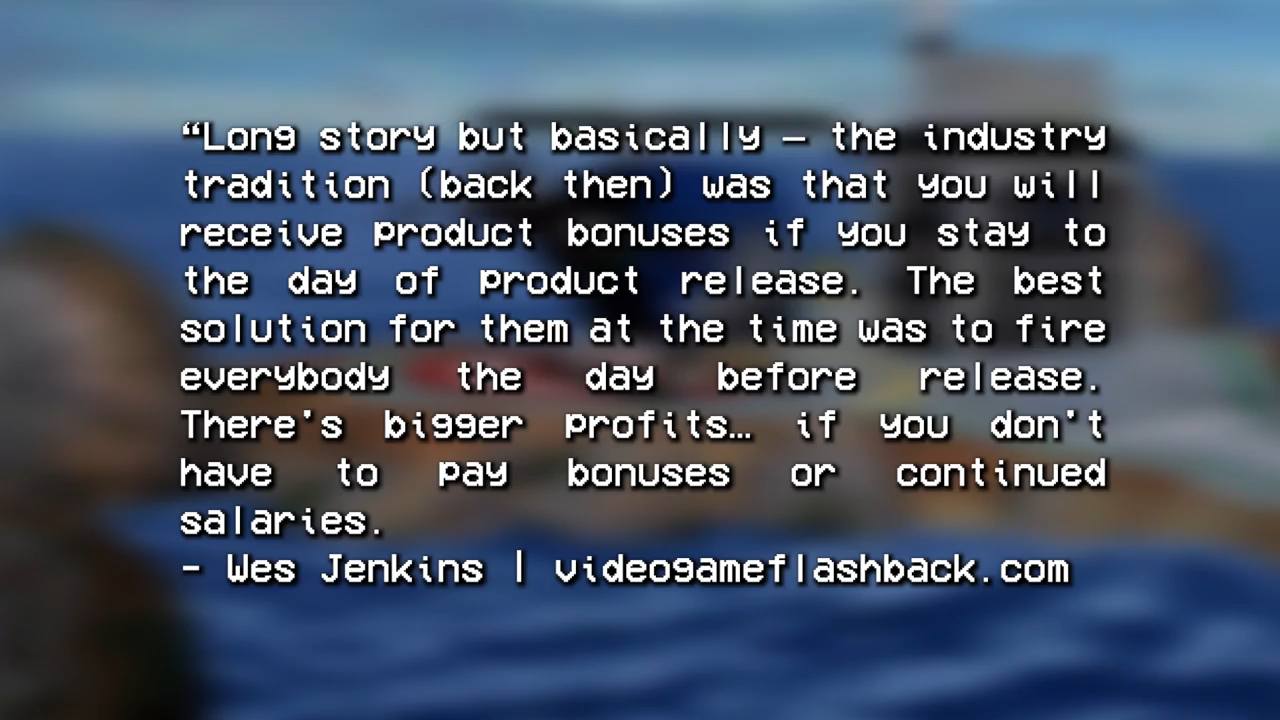 “Long story but basically – the industry
tradition (back then) was that you will
receive product bonuses if you stay to
the day of product release. The best
solution for them at the time was to fire
everybody the day before release.
There's bigger profits… if you don't
have to pay bonuses or continued
salaries.
- Wes Jenkins | videogameflashback.com